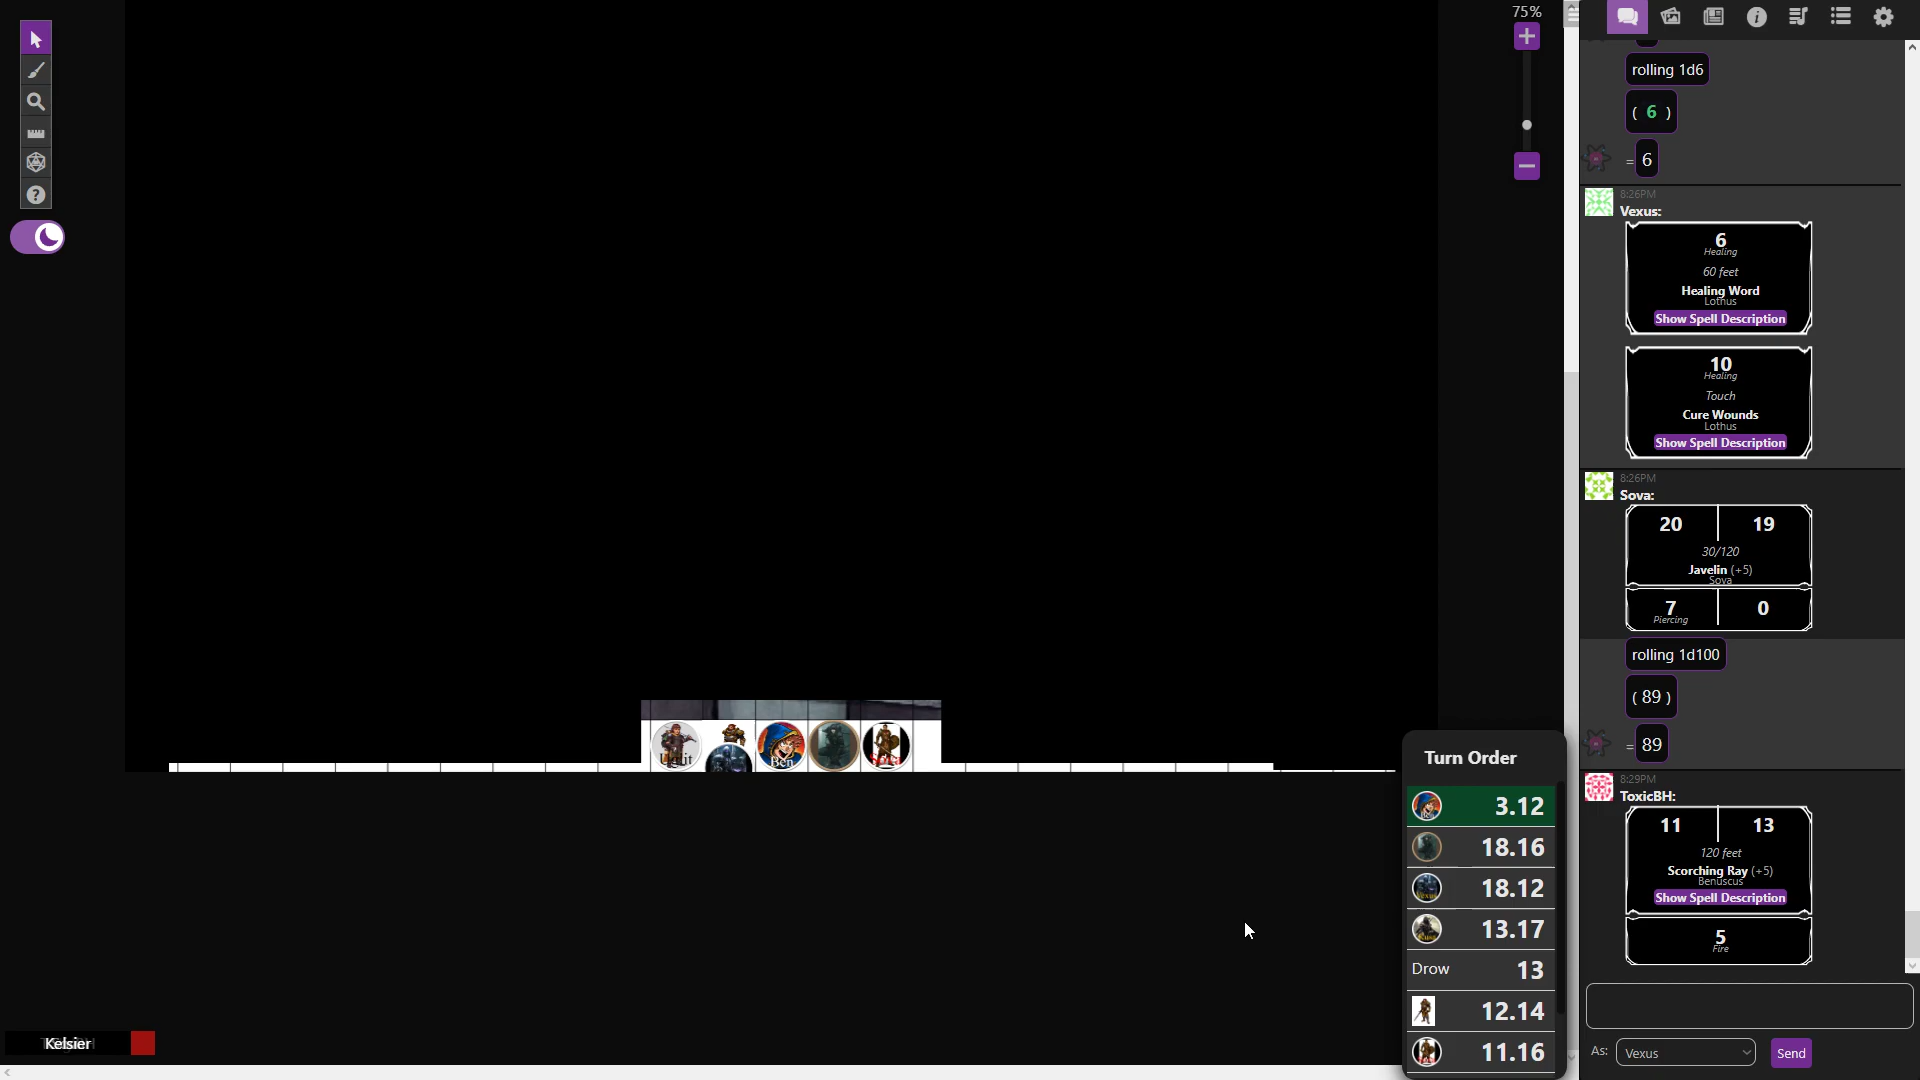 75%
rolling 1d6
( 6 )
= 6
8:26PM
Vexus:
6
Healing
60 feet
Healing Word
Lothus
Show Spell Description
10
Healing
Touch
Cure Wounds
Lothus
Show Spell Description
8:26PM
Sova:
20 19
30/120
Javelin (+5)
Sova
7 0
Piercing
rolling 1d100
( 89 )
= 89
8:29PM
ToxicBH:
11 13
120 feet
Scorching Ray (+5)
Benuscus
Show Spell Description
5
Fire
Ben
Turn Order
3.12
18.16
18.12
13.17
Drow 13
12.14
11.16
Kelsier
As: Vexus Send